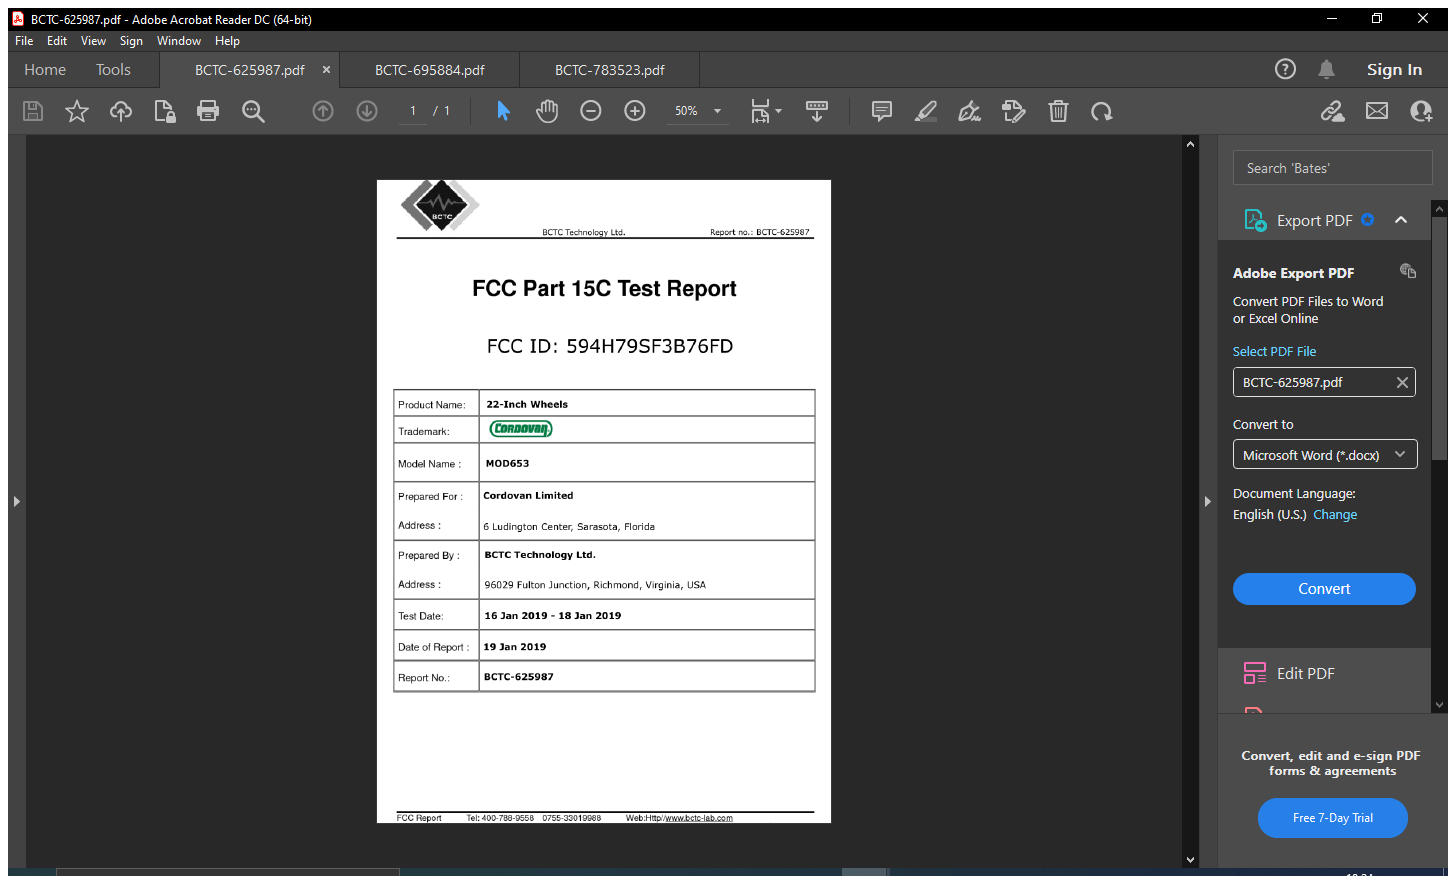 BCTC-625987.pdf - Adobe Acrobat Reader DC (64-bit)
File Edit View Sign Window Help
Home Tools BCTC-625987.pdf BCTC-695884.pdf BCTC-783523.pdf Sign In
1 / 1 50%
BCTC
BCTC Technology Ltd. Report no.: BCTC-625987
FCC Part 15C Test Report
FCC ID: 594H79SF3B76FD
Product Name: 22-Inch Wheels
Trademark: CORDOVAN
Model Name : MOD653
Prepared For : Cordovan Limited
Address : 6 Ludington Center, Sarasota, Florida
Prepared By : BCTC Technology Ltd.
Address : 96029 Fulton Junction, Richmond, Virginia, USA
Test Date: 16 Jan 2019 - 18 Jan 2019
Date of Report : 19 Jan 2019
Report No.: BCTC-625987
FCC Report Tel: 400-788-9558 0755-33019988 Web:Http//www.bctc-lab.com
Search 'Bates'
Export PDF
Adobe Export PDF
Convert PDF Files to Word
or Excel Online
Select PDF File
BCTC-625987.pdf
Convert to
Microsoft Word (*.docx)
Document Language:
English (U.S.) Change
Convert
Edit PDF
Convert, edit and e-sign PDF
forms & agreements
Free 7-Day Trial